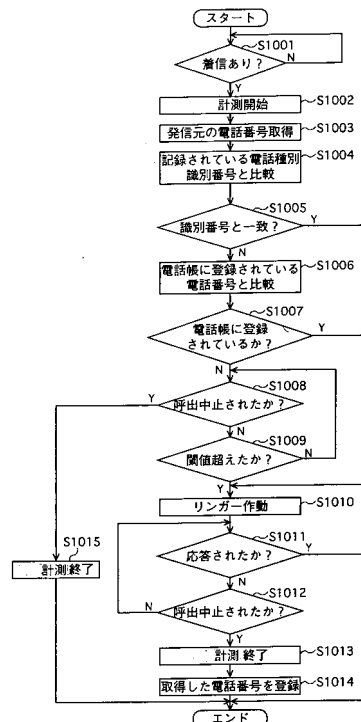 スタート
S1001
着信あり？
N
Y
S1002
計測開始
S1003
発信元の電話番号取得
S1004
記録されている電話種別
識別番号と比較
S1005
識別番号と一致？
Y
N
S1006
電話帳に登録されている
電話番号と比較
S1007
電話帳に登録
されているか？
Y
N
S1008
Y
呼出中止されたか？
N
S1009
閾値超えたか？
N
Y
リンガー作動
S1010
S1011
応答されたか？
Y
N
S1012
呼出中止されたか？
N
Y
S1015
計測終了
計測 終了
S1013
取得した電話番号を登録
S1014
エンド